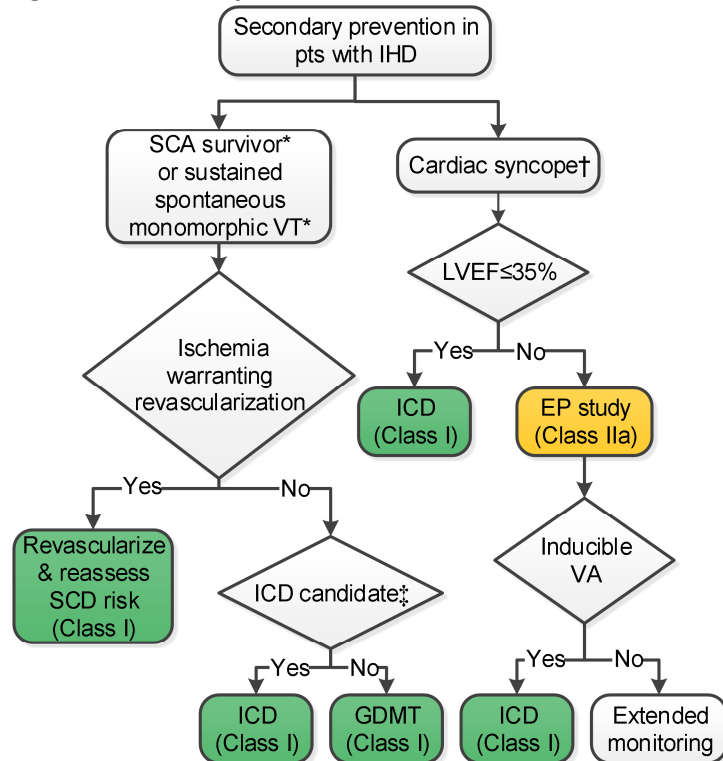 Secondary prevention in
pts with IHD
SCA survivor*
or sustained
spontaneous
monomorphic VT*
Cardiac syncope†
LVEF≤35%
Ischemia
warranting
revascularization
Yes
No
ICD
(Class I)
EP study
(Class IIa)
Yes
No
Revascularize
& reassess
SCD risk
(Class I)
ICD candidate‡
Inducible
VA
Yes
No
Yes
No
ICD
(Class I)
GDMT
(Class I)
ICD
(Class I)
Extended
monitoring